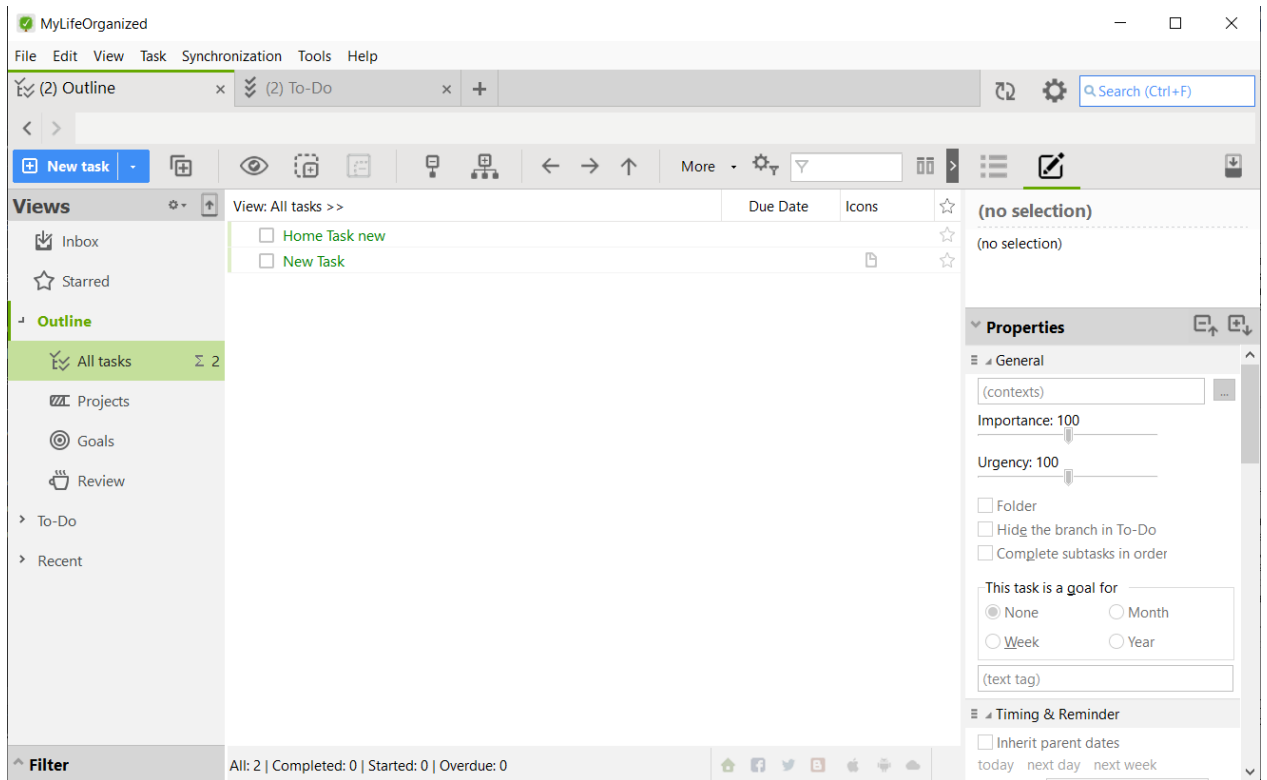 MyLifeOrganized
File Edit View Task Synchronization Tools Help
(2) Outline
(2) To-Do
Search (Ctrl+F)
New task
More
Views
View: All tasks >>
Due Date
Icons
(no selection)
Inbox
Home Task new
(no selection)
New Task
Starred
Outline
Properties
All tasks
Σ 2
General
Projects
(contexts)
...
Importance: 100
Goals
Urgency: 100
Review
Folder
To-Do
Hide the branch in To-Do
Complete subtasks in order
Recent
This task is a goal for
None
Month
Week
Year
(text tag)
Timing & Reminder
Inherit parent dates
Filter
All: 2 | Completed: 0 | Started: 0 | Overdue: 0
today next day next week